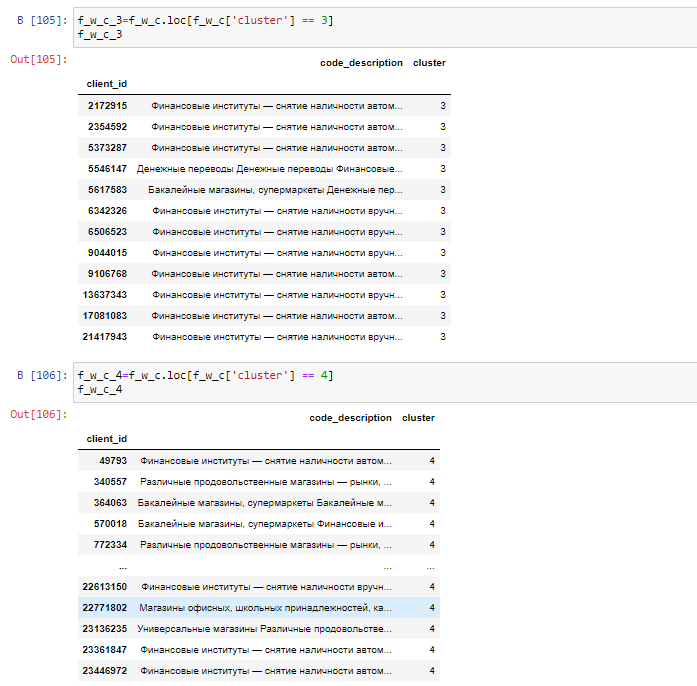 B [105]: f_w_c_3=f_w_c.loc[f_w_c['cluster'] == 3]
f_w_c_3
Out[105]:
code_description cluster
client_id
2172915 Финансовые институты — снятие наличности автом... 3
2354592 Финансовые институты — снятие наличности автом... 3
5373287 Финансовые институты — снятие наличности автом... 3
5546147 Денежные переводы Денежные переводы Финансовые... 3
5617583 Бакалейные магазины, супермаркеты Денежные пер... 3
6342326 Финансовые институты — снятие наличности вручн... 3
6506523 Финансовые институты — снятие наличности вручн... 3
9044015 Финансовые институты — снятие наличности вручн... 3
9106768 Финансовые институты — снятие наличности автом... 3
13637343 Финансовые институты — снятие наличности вручн... 3
17081083 Финансовые институты — снятие наличности автом... 3
21417943 Финансовые институты — снятие наличности вручн... 3
B [106]: f_w_c_4=f_w_c.loc[f_w_c['cluster'] == 4]
f_w_c_4
Out[106]:
code_description cluster
client_id
49793 Финансовые институты — снятие наличности автом... 4
340557 Различные продовольственные магазины — рынки, ... 4
364063 Бакалейные магазины, супермаркеты Бакалейные м... 4
570018 Бакалейные магазины, супермаркеты Финансовые и... 4
772334 Различные продовольственные магазины — рынки, ... 4
... ... ...
22613150 Финансовые институты — снятие наличности вручн... 4
22771802 Магазины офисных, школьных принадлежностей, ка... 4
23136235 Универсальные магазины Различные продовольстве... 4
23361847 Финансовые институты — снятие наличности автом... 4
23446972 Финансовые институты — снятие наличности автом... 4